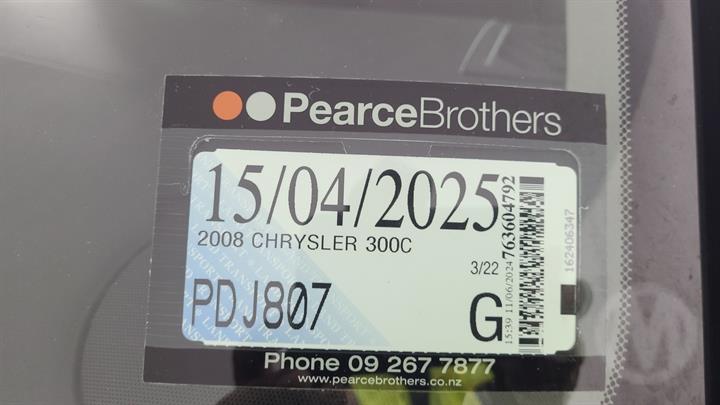 PearceBrothers
15/04/2025
2008 CHRYSLER 300C
3/22
PDJ807
G
15:39 11/06/2024
763604792
162406347
Phone 09 267 7877
www.pearcebrothers.co.nz